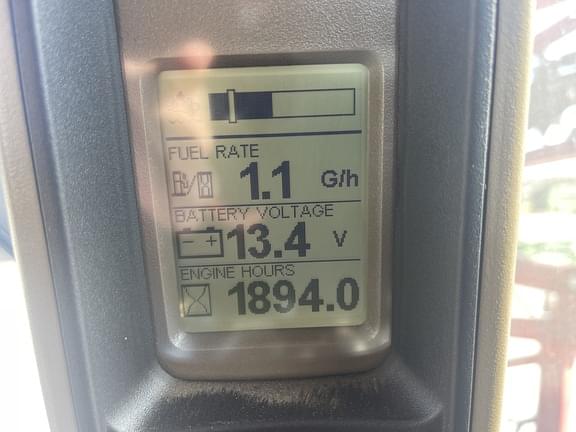 FUEL RATE
1.1 G/h
BATTERY VOLTAGE
- + 13.4 V
ENGINE HOURS
1894.0